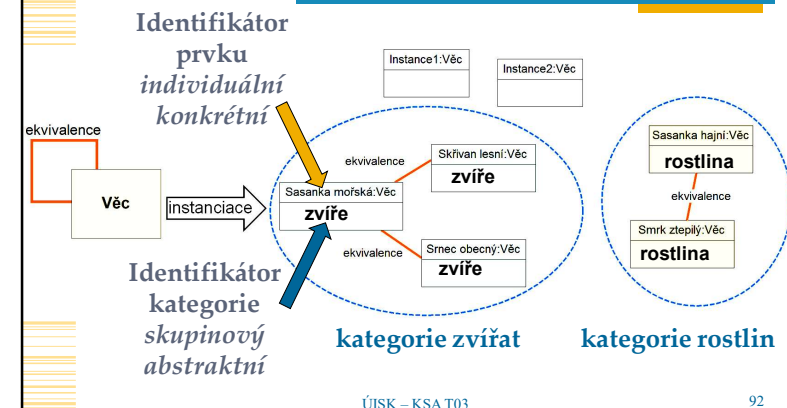 Identifikátor
prvku
individuální
konkrétní
Instance1:Věc
Instance2:Věc
ekvivalence
Věc
instanciace
ekvivalence
Skřivan lesní:Věc
zvíře
Sasanka mořská:Věc
zvíře
ekvivalence
Srnec obecný:Věc
zvíře
Sasanka hajní:Věc
rostlina
ekvivalence
Smrk ztepilý:Věc
rostlina
Identifikátor
kategorie
skupinový
abstraktní
kategorie zvířat
kategorie rostlin
ÚISK – KSA T03
92